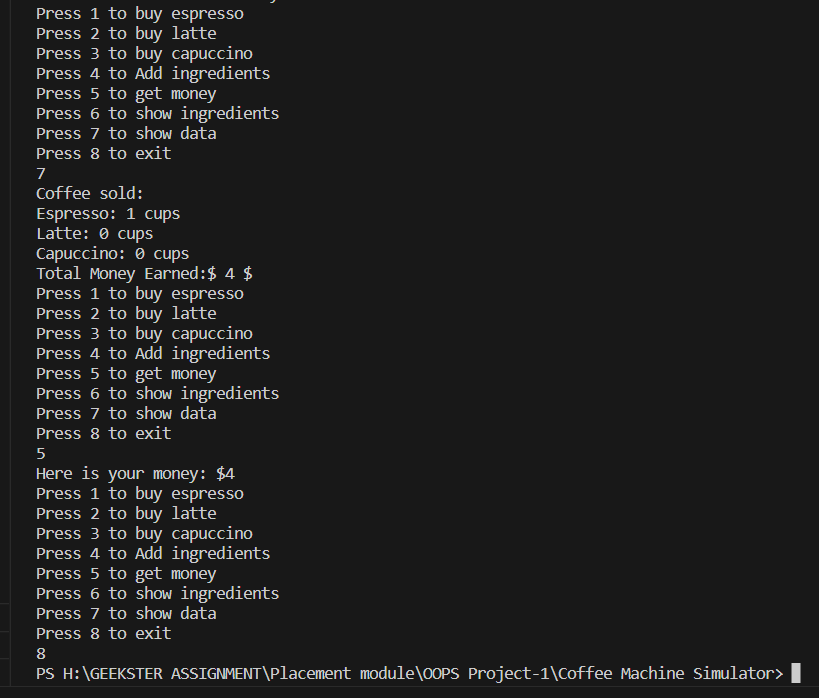 Press 1 to buy espresso
Press 2 to buy latte
Press 3 to buy capuccino
Press 4 to Add ingredients
Press 5 to get money
Press 6 to show ingredients
Press 7 to show data
Press 8 to exit
7
Coffee sold:
Espresso: 1 cups
Latte: 0 cups
Capuccino: 0 cups
Total Money Earned:$ 4 $
Press 1 to buy espresso
Press 2 to buy latte
Press 3 to buy capuccino
Press 4 to Add ingredients
Press 5 to get money
Press 6 to show ingredients
Press 7 to show data
Press 8 to exit
5
Here is your money: $4
Press 1 to buy espresso
Press 2 to buy latte
Press 3 to buy capuccino
Press 4 to Add ingredients
Press 5 to get money
Press 6 to show ingredients
Press 7 to show data
Press 8 to exit
8
PS H:\GEEKSTER ASSIGNMENT\Placement module\OOPS Project-1\Coffee Machine Simulator>